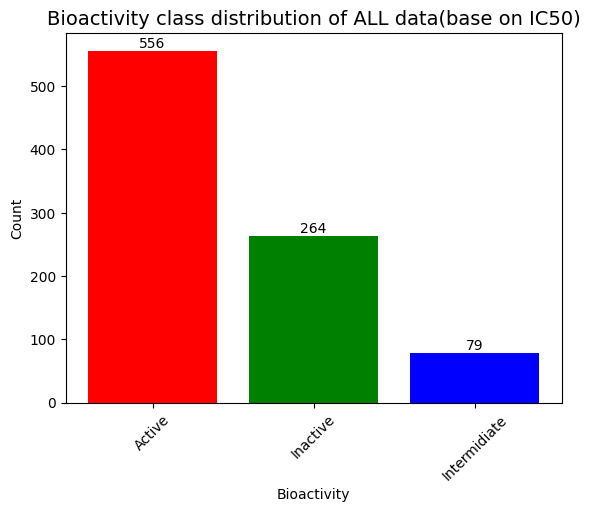 Bioactivity class distribution of ALL data(base on IC50)
556
264
79
500
400
300
200
100
0
Count
Active
Inactive
Intermidiate
Bioactivity